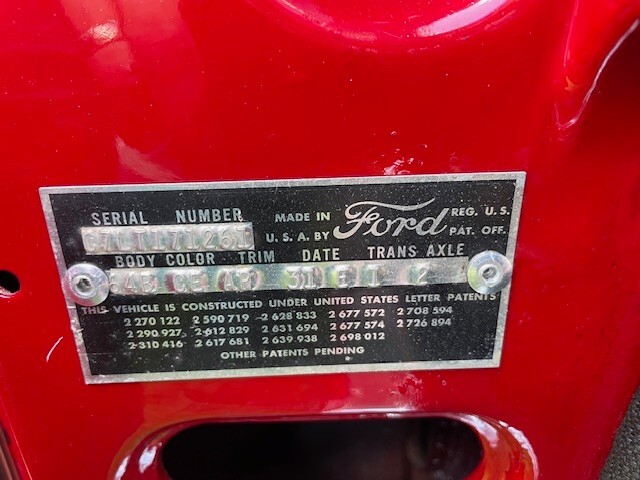 SERIAL NUMBER MADE IN Ford REG. U.S.
U.S.A. BY PAT. OFF.
BODY COLOR TRIM DATE TRANS AXLE
THIS VEHICLE IS CONSTRUCTED UNDER UNITED STATES LETTER PATENTS
2 270 122 2 590 719 2 628 833 2 677 572 2 708 594
2 290 927 2 612 829 2 631 694 2 677 574 2 726 894
2 310 416 2 617 681 2 639 938 2 698 012
OTHER PATENTS PENDING